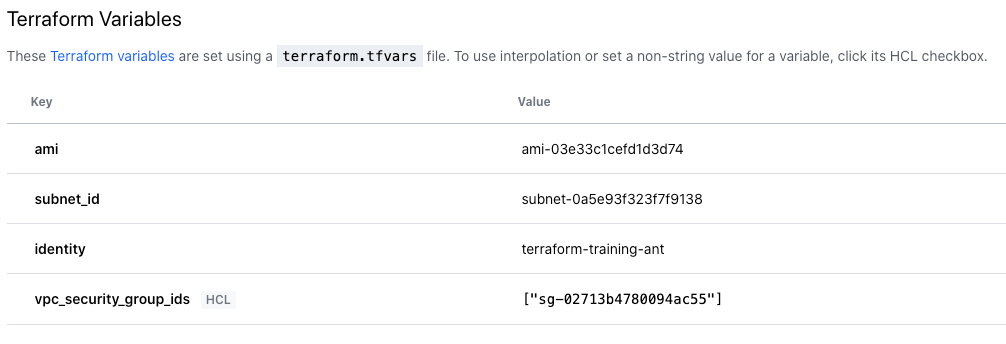 Terraform Variables
These Terraform variables are set using a terraform.tfvars file. To use interpolation or set a non-string value for a variable, click its HCL checkbox.
Key Value
ami ami-03e33c1cefd1d3d74
subnet_id subnet-0a5e93f323f7f9138
identity terraform-training-ant
vpc_security_group_ids HCL ["sg-02713b4780094ac55"]